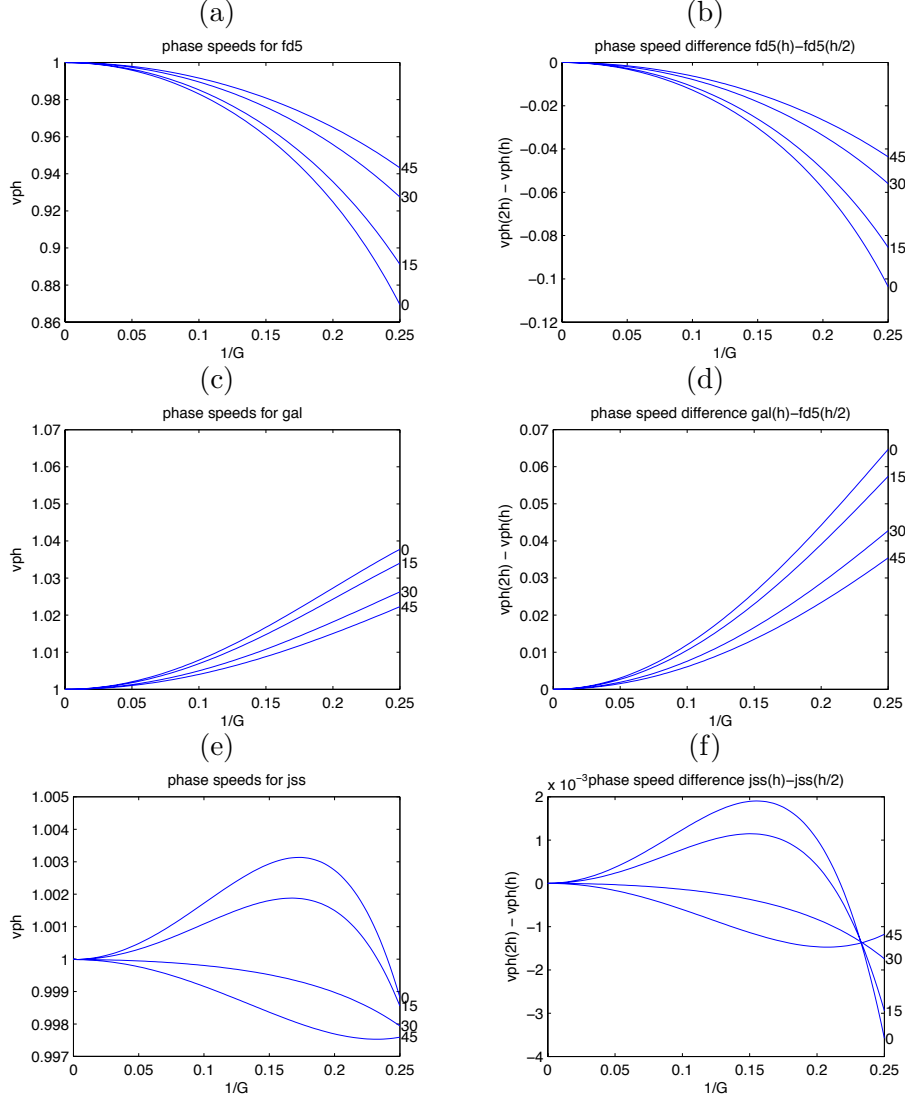 (a)
phase speeds for fd5
1
0.98
0.96
0.94
0.92
0.9
0.88
0.86
vph
45
30
15
0
0 0.05 0.1 0.15 0.2 0.25
1/G
(b)
phase speed difference fd5(h)−fd5(h/2)
0
−0.02
−0.04
−0.06
−0.08
−0.1
−0.12
vph(2h) − vph(h)
45
30
15
0
0 0.05 0.1 0.15 0.2 0.25
1/G
(c)
phase speeds for gal
1.07
1.06
1.05
1.04
1.03
1.02
1.01
1
vph
0
15
30
45
0 0.05 0.1 0.15 0.2 0.25
1/G
(d)
phase speed difference gal(h)−fd5(h/2)
0.07
0.06
0.05
0.04
0.03
0.02
0.01
0
vph(2h) − vph(h)
0
15
30
45
0 0.05 0.1 0.15 0.2 0.25
1/G
(e)
phase speeds for jss
1.005
1.004
1.003
1.002
1.001
1
0.999
0.998
0.997
vph
0
15
30
45
0 0.05 0.1 0.15 0.2 0.25
1/G
(f)
x 10⁻³phase speed difference jss(h)−jss(h/2)
2
1
0
−1
−2
−3
−4
vph(2h) − vph(h)
45
30
15
0
0 0.05 0.1 0.15 0.2 0.25
1/G